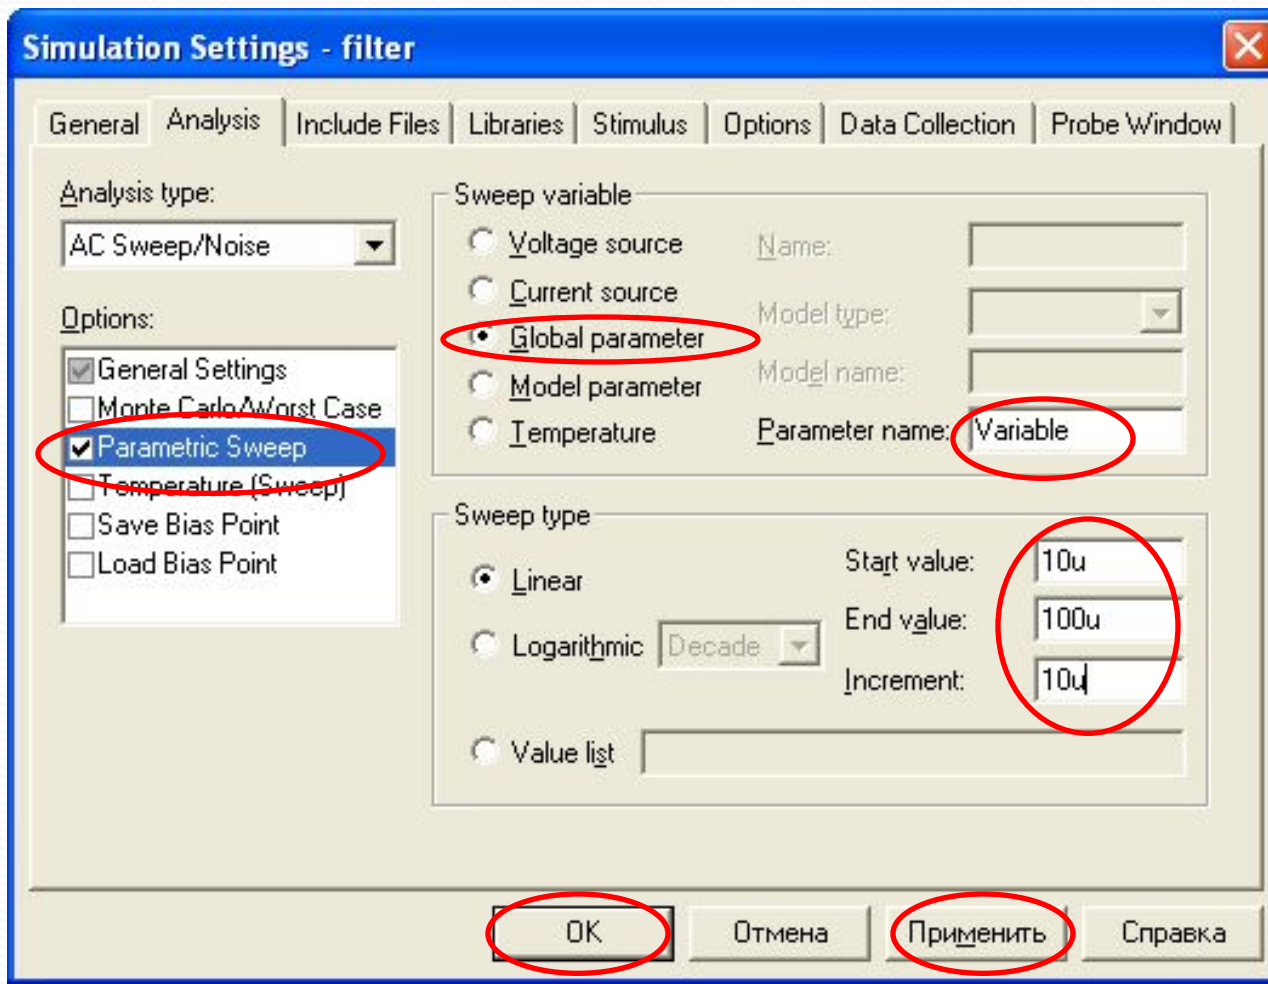 Simulation Settings - filter
General Analysis Include Files Libraries Stimulus Options Data Collection Probe Window
Analysis type:
AC Sweep/Noise
Options:
General Settings
Monte Carlo/Worst Case
Parametric Sweep
Temperature (Sweep)
Save Bias Point
Load Bias Point
Sweep variable
Voltage source
Current source
Global parameter
Model parameter
Temperature
Name:
Model type:
Model name:
Parameter name: Variable
Sweep type
Linear
Logarithmic Decade
Value list
Start value: 10u
End value: 100u
Increment: 10u
OK Отмена Применить Справка